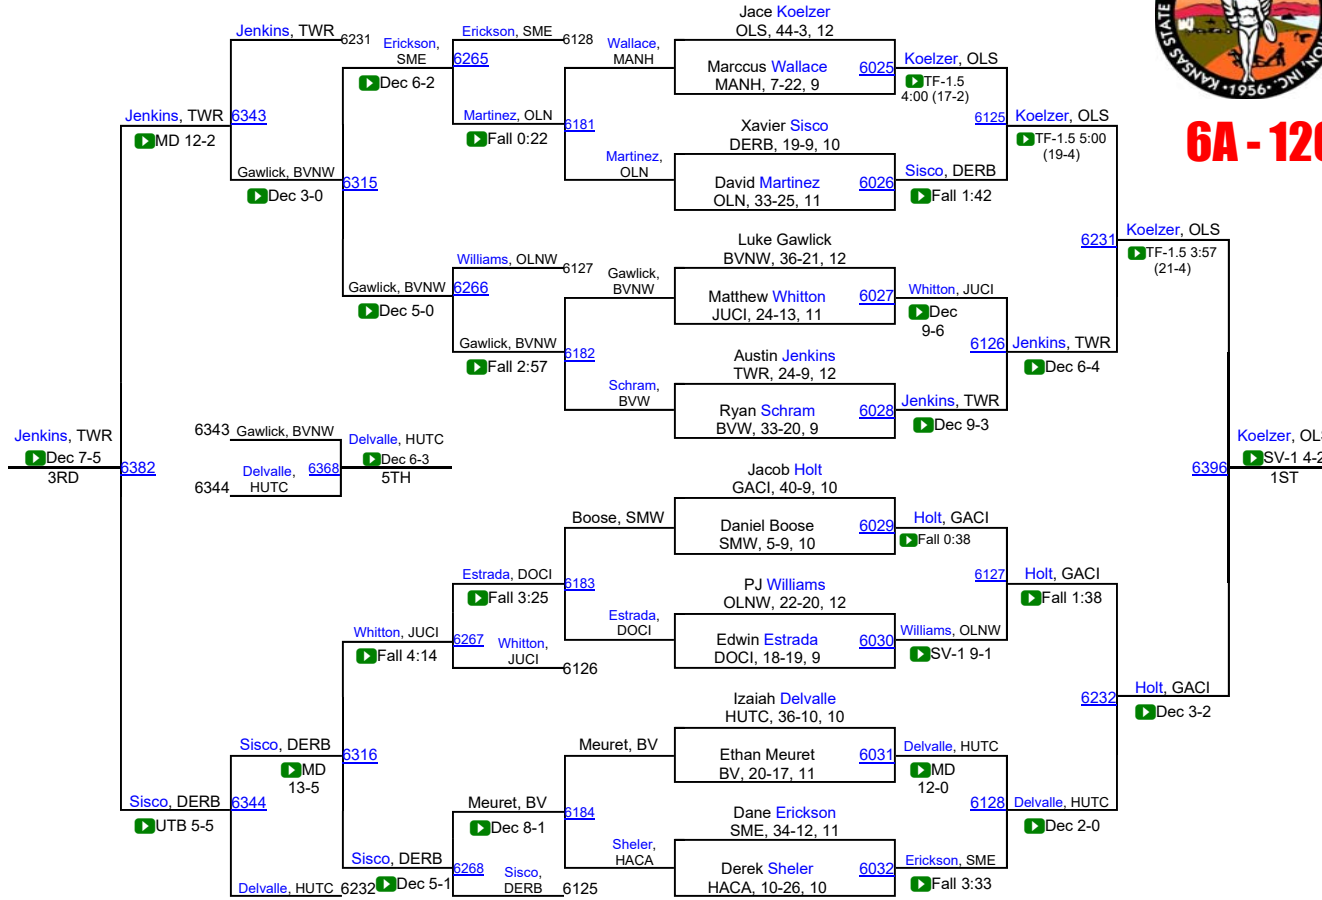 KANSAS STATE
ION, INC.
•1956•
6A - 126
Jace Koelzer
OLS, 44-3, 12
Marccus Wallace
MANH, 7-22, 9
6025
Xavier Sisco
DERB, 19-9, 10
David Martinez
OLN, 33-25, 11
6026
Luke Gawlick
BVNW, 36-21, 12
Matthew Whitton
JUCI, 24-13, 11
6027
Austin Jenkins
TWR, 24-9, 12
Ryan Schram
BVW, 33-20, 9
6028
Jacob Holt
GACI, 40-9, 10
Daniel Boose
SMW, 5-9, 10
6029
PJ Williams
OLNW, 22-20, 12
Edwin Estrada
DOCI, 18-19, 9
6030
Izaiah Delvalle
HUTC, 36-10, 10
Ethan Meuret
BV, 20-17, 11
6031
Dane Erickson
SME, 34-12, 11
Derek Sheler
HACA, 10-26, 10
6032
Koelzer, OLS
TF-1.5
4:00 (17-2)
6125
Sisco, DERB
Fall 1:42
Whitton, JUCI
Dec
9-6
6126
Jenkins, TWR
Dec 9-3
Holt, GACI
Fall 0:38
6127
Williams, OLNW
SV-1 9-1
Delvalle, HUTC
MD
12-0
6128
Erickson, SME
Fall 3:33
Koelzer, OLS
TF-1.5 5:00
(19-4)
6231
Jenkins, TWR
Dec 6-4
Holt, GACI
Fall 1:38
6232
Delvalle, HUTC
Dec 2-0
Koelzer, OLS
TF-1.5 3:57
(21-4)
6396
Holt, GACI
Dec 3-2
Koelzer, OLS
SV-1 4-2
1ST
Wallace,
MANH
6181
Martinez,
OLN
Gawlick,
BVNW
6182
Schram,
BVW
Boose, SMW
6183
Estrada,
DOCI
Meuret, BV
6184
Sheler,
HACA
Erickson, SME
6128
6265
Martinez, OLN
Fall 0:22
Williams, OLNW
6127
6266
Gawlick, BVNW
Fall 2:57
Estrada, DOCI
Fall 3:25
6267
Whitton,
JUCI
6126
Meuret, BV
Dec 8-1
6268
Sisco,
DERB
6125
Erickson,
SME
Dec 6-2
6315
Gawlick, BVNW
Dec 5-0
Whitton, JUCI
Fall 4:14
6316
Sisco, DERB
Dec 5-1
Jenkins, TWR
6231
6343
Gawlick, BVNW
Dec 3-0
Sisco, DERB
MD
13-5
6344
Delvalle, HUTC
6232
Jenkins, TWR
MD 12-2
6382
Sisco, DERB
UTB 5-5
Jenkins, TWR
Dec 7-5
3RD
6343
Gawlick, BVNW
6368
6344
Delvalle,
HUTC
Delvalle, HUTC
Dec 6-3
5TH